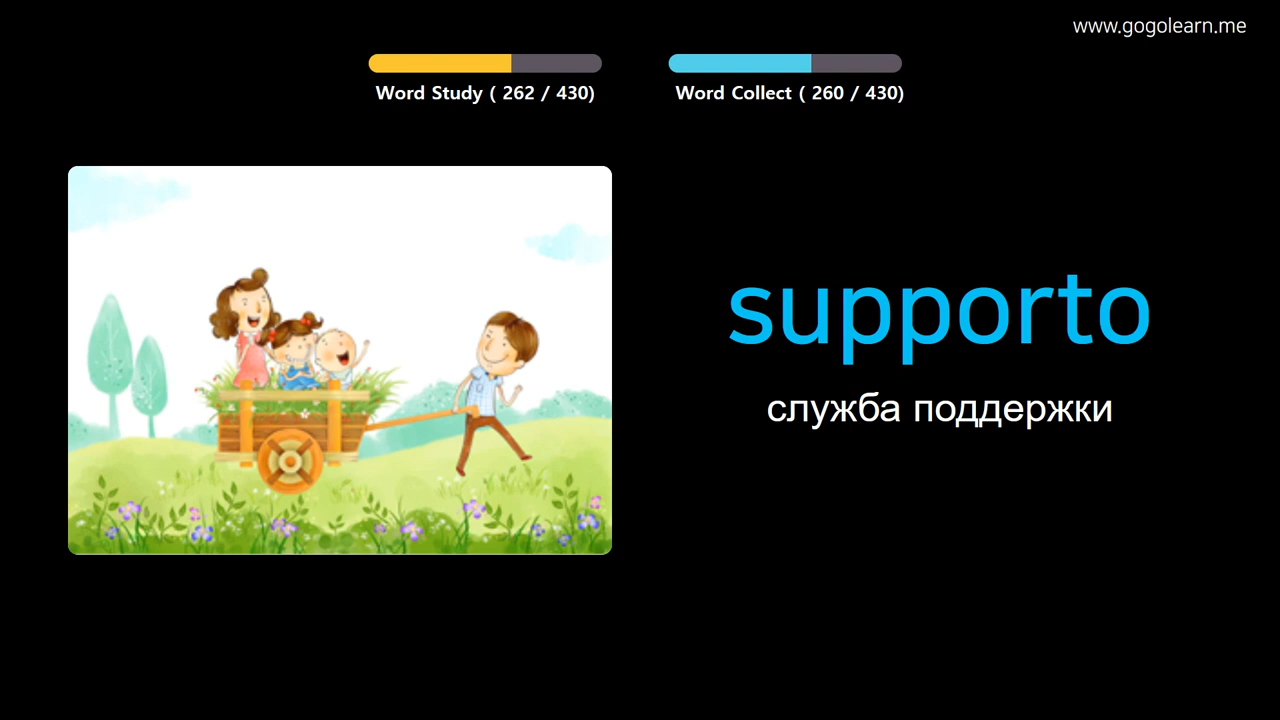 www.gogolearn.me
Word Study ( 262 / 430)
Word Collect ( 260 / 430)
supporto
служба поддержки